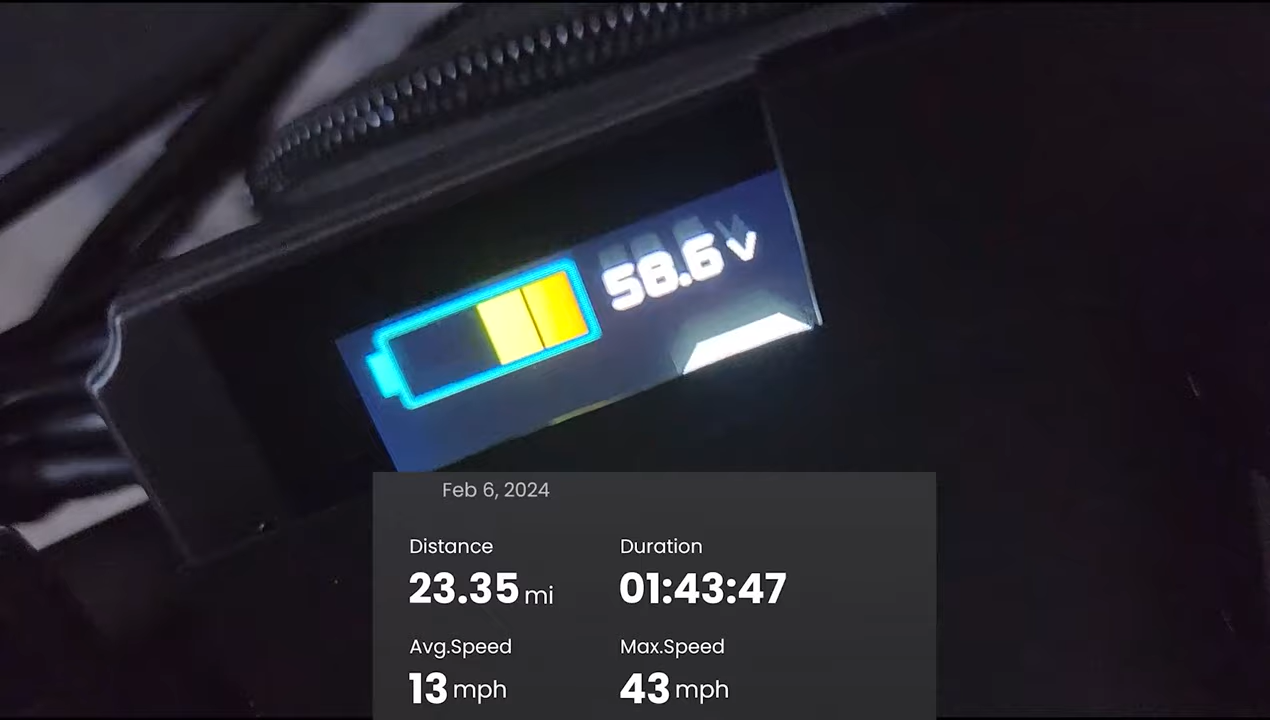 58.6 V
Feb 6, 2024
Distance Duration
23.35 mi 01:43:47
Avg.Speed Max.Speed
13 mph 43 mph